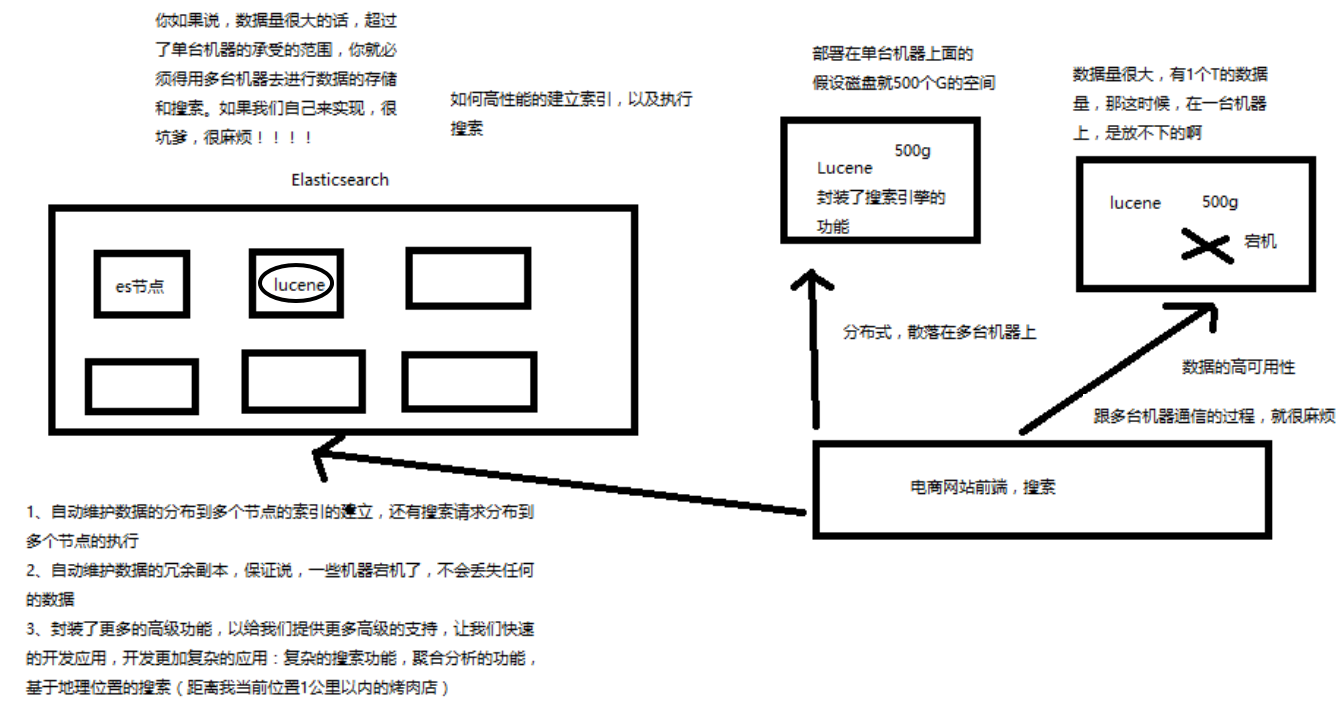 你如果说，数据量很大的话，超过
了单台机器的承受的范围，你就必
须得用多台机器去进行数据的存储
和搜索。如果我们自己来实现，很
坑爹，很麻烦！！！！
如何高性能的建立索引，以及执行
搜索
部署在单台机器上面的
假设磁盘就500个G的空间
数据量很大，有1个T的数据
量，那这时候，在一台机器
上，是放不下的啊
Elasticsearch
es节点
lucene
500g
Lucene
封装了搜索引擎的
功能
lucene 500g
宕机
分布式，散落在多台机器上
数据的高可用性
跟多台机器通信的过程，就很麻烦
电商网站前端，搜索
1、自动维护数据的分布到多个节点的索引的建立，还有搜索请求分布到
多个节点的执行
2、自动维护数据的冗余副本，保证说，一些机器宕机了，不会丢失任何
的数据
3、封装了更多的高级功能，以给我们提供更多高级的支持，让我们快速
的开发应用，开发更加复杂的应用：复杂的搜索功能，聚合分析的功能，
基于地理位置的搜索（距离我当前位置1公里以内的烤肉店）